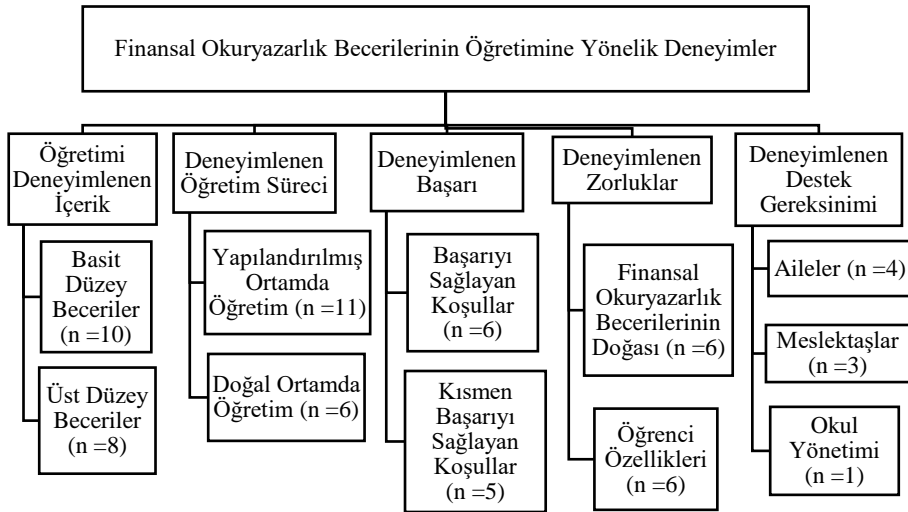 Finansal Okuryazarlık Becerilerinin Öğretimine Yönelik Deneyimler
Öğretimi
Deneyimlenen
İçerik
Basit
Düzey
Beceriler
(n =10)
Üst Düzey
Beceriler
(n =8)
Deneyimlenen
Öğretim Süreci
Yapılandırılmış
Ortamda
Öğretim (n =11)
Doğal Ortamda
Öğretim (n =6)
Deneyimlenen
Başarı
Başarıyı
Sağlayan
Koşullar
(n =6)
Kısmen
Başarıyı
Sağlayan
Koşullar
(n =5)
Deneyimlenen
Zorluklar
Finansal
Okuryazarlık
Becerilerinin
Doğası (n =6)
Öğrenci
Özellikleri
(n =6)
Deneyimlenen
Destek
Gereksinimi
Aileler (n =4)
Meslektaşlar
(n =3)
Okul
Yönetimi
(n =1)